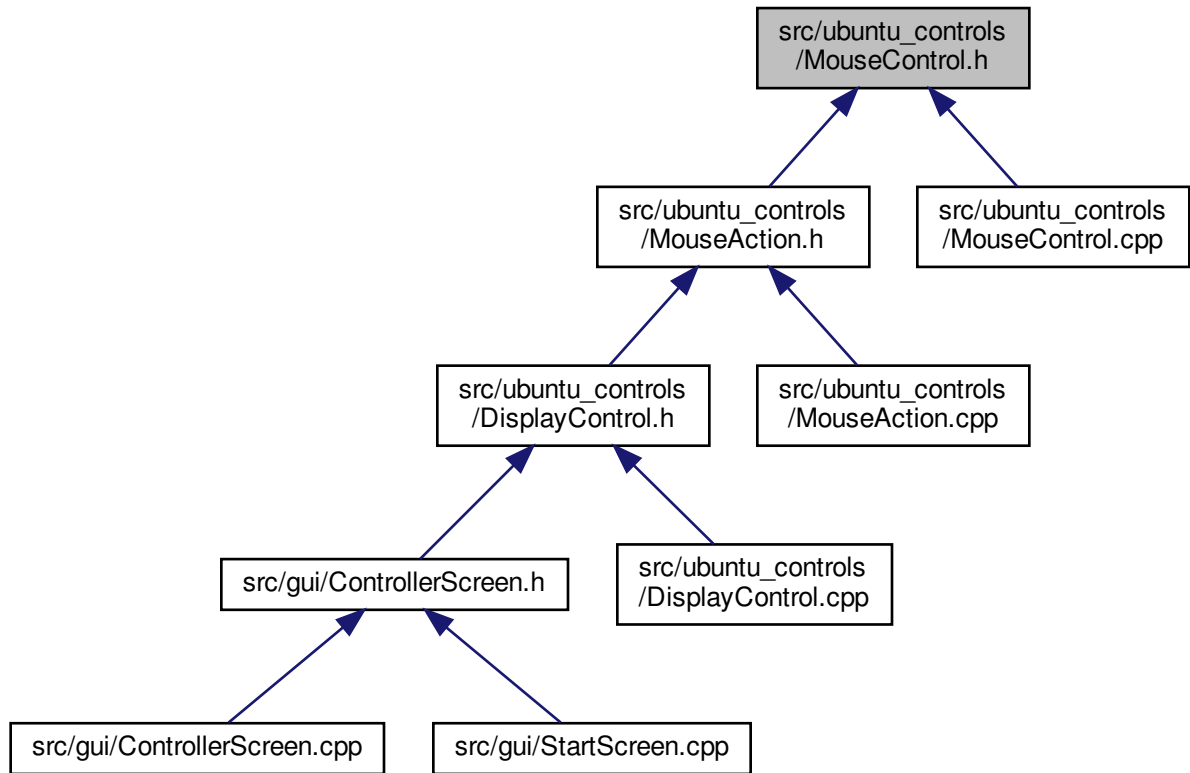 src/ubuntu_controls
/MouseControl.h
src/ubuntu_controls
/MouseAction.h
src/ubuntu_controls
/MouseControl.cpp
src/ubuntu_controls
/DisplayControl.h
src/ubuntu_controls
/MouseAction.cpp
src/gui/ControllerScreen.h
src/ubuntu_controls
/DisplayControl.cpp
src/gui/ControllerScreen.cpp
src/gui/StartScreen.cpp